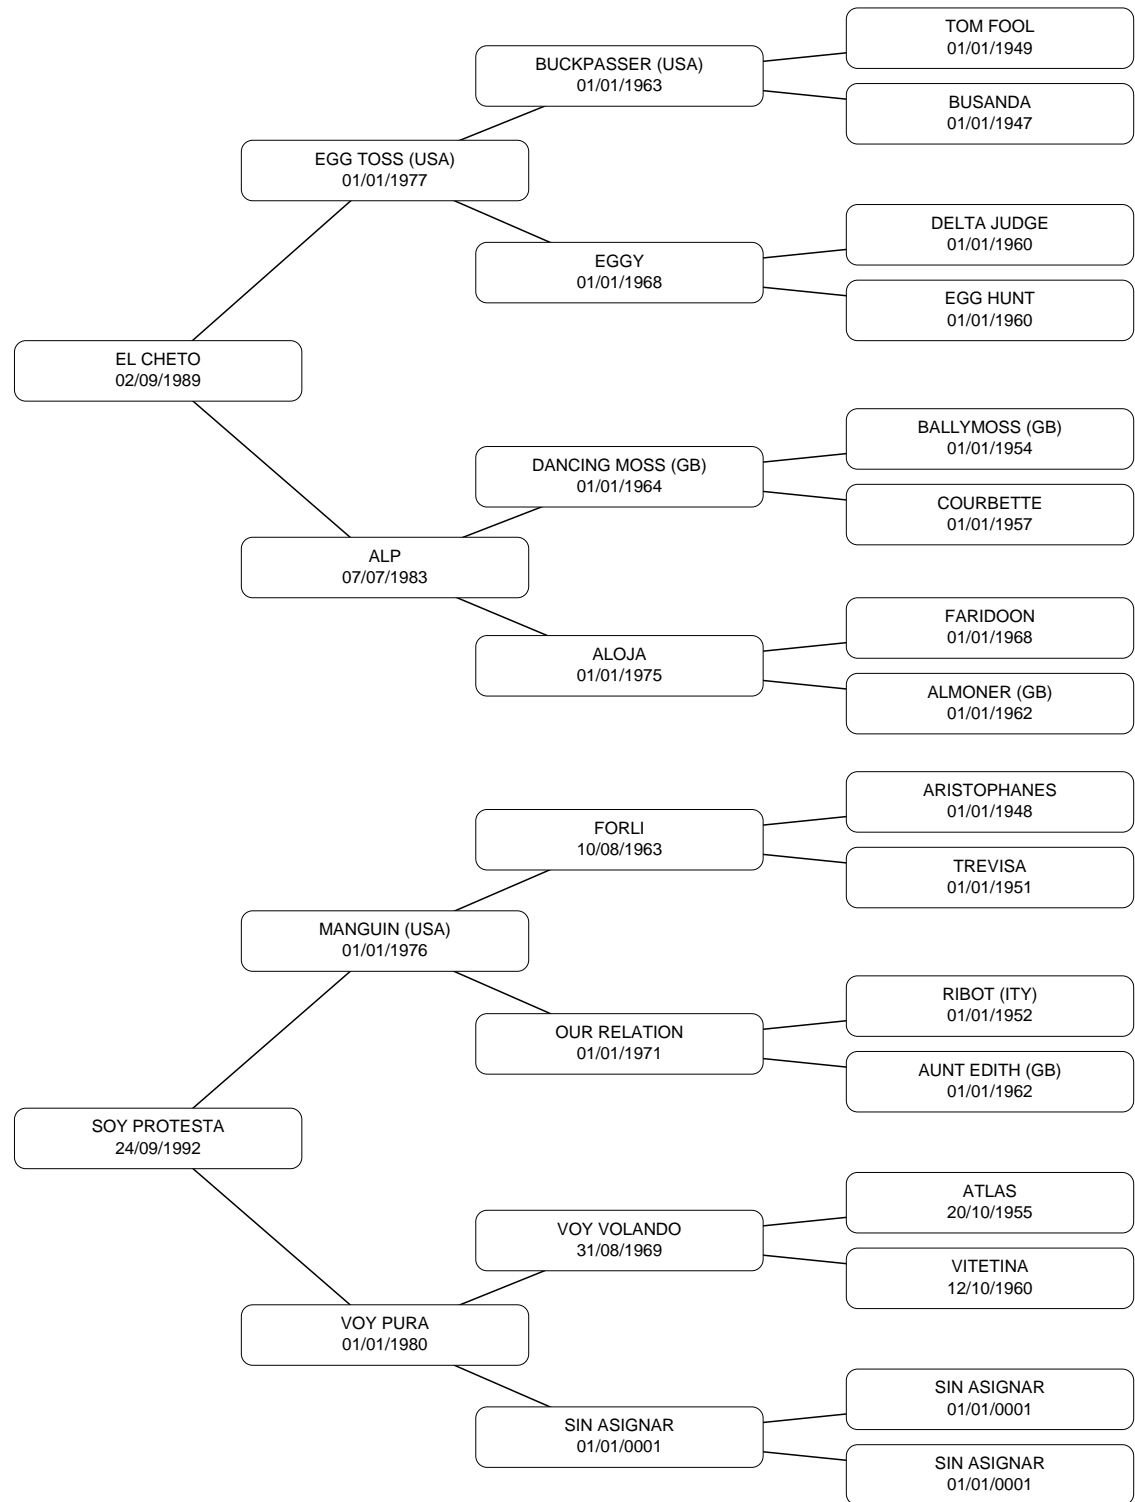 TOM FOOL
01/01/1949
BUCKPASSER (USA)
01/01/1963
BUSANDA
01/01/1947
EGG TOSS (USA)
01/01/1977
DELTA JUDGE
01/01/1960
EGGY
01/01/1968
EGG HUNT
01/01/1960
EL CHETO
02/09/1989
BALLYMOSS (GB)
01/01/1954
DANCING MOSS (GB)
01/01/1964
COURBETTE
01/01/1957
ALP
07/07/1983
FARIDOON
01/01/1968
ALOJA
01/01/1975
ALMONER (GB)
01/01/1962
ARISTOPHANES
01/01/1948
FORLI
10/08/1963
TREVISA
01/01/1951
MANGUIN (USA)
01/01/1976
RIBOT (ITY)
01/01/1952
OUR RELATION
01/01/1971
AUNT EDITH (GB)
01/01/1962
SOY PROTESTA
24/09/1992
ATLAS
20/10/1955
VOY VOLANDO
31/08/1969
VITETINA
12/10/1960
VOY PURA
01/01/1980
SIN ASIGNAR
01/01/0001
SIN ASIGNAR
01/01/0001
SIN ASIGNAR
01/01/0001